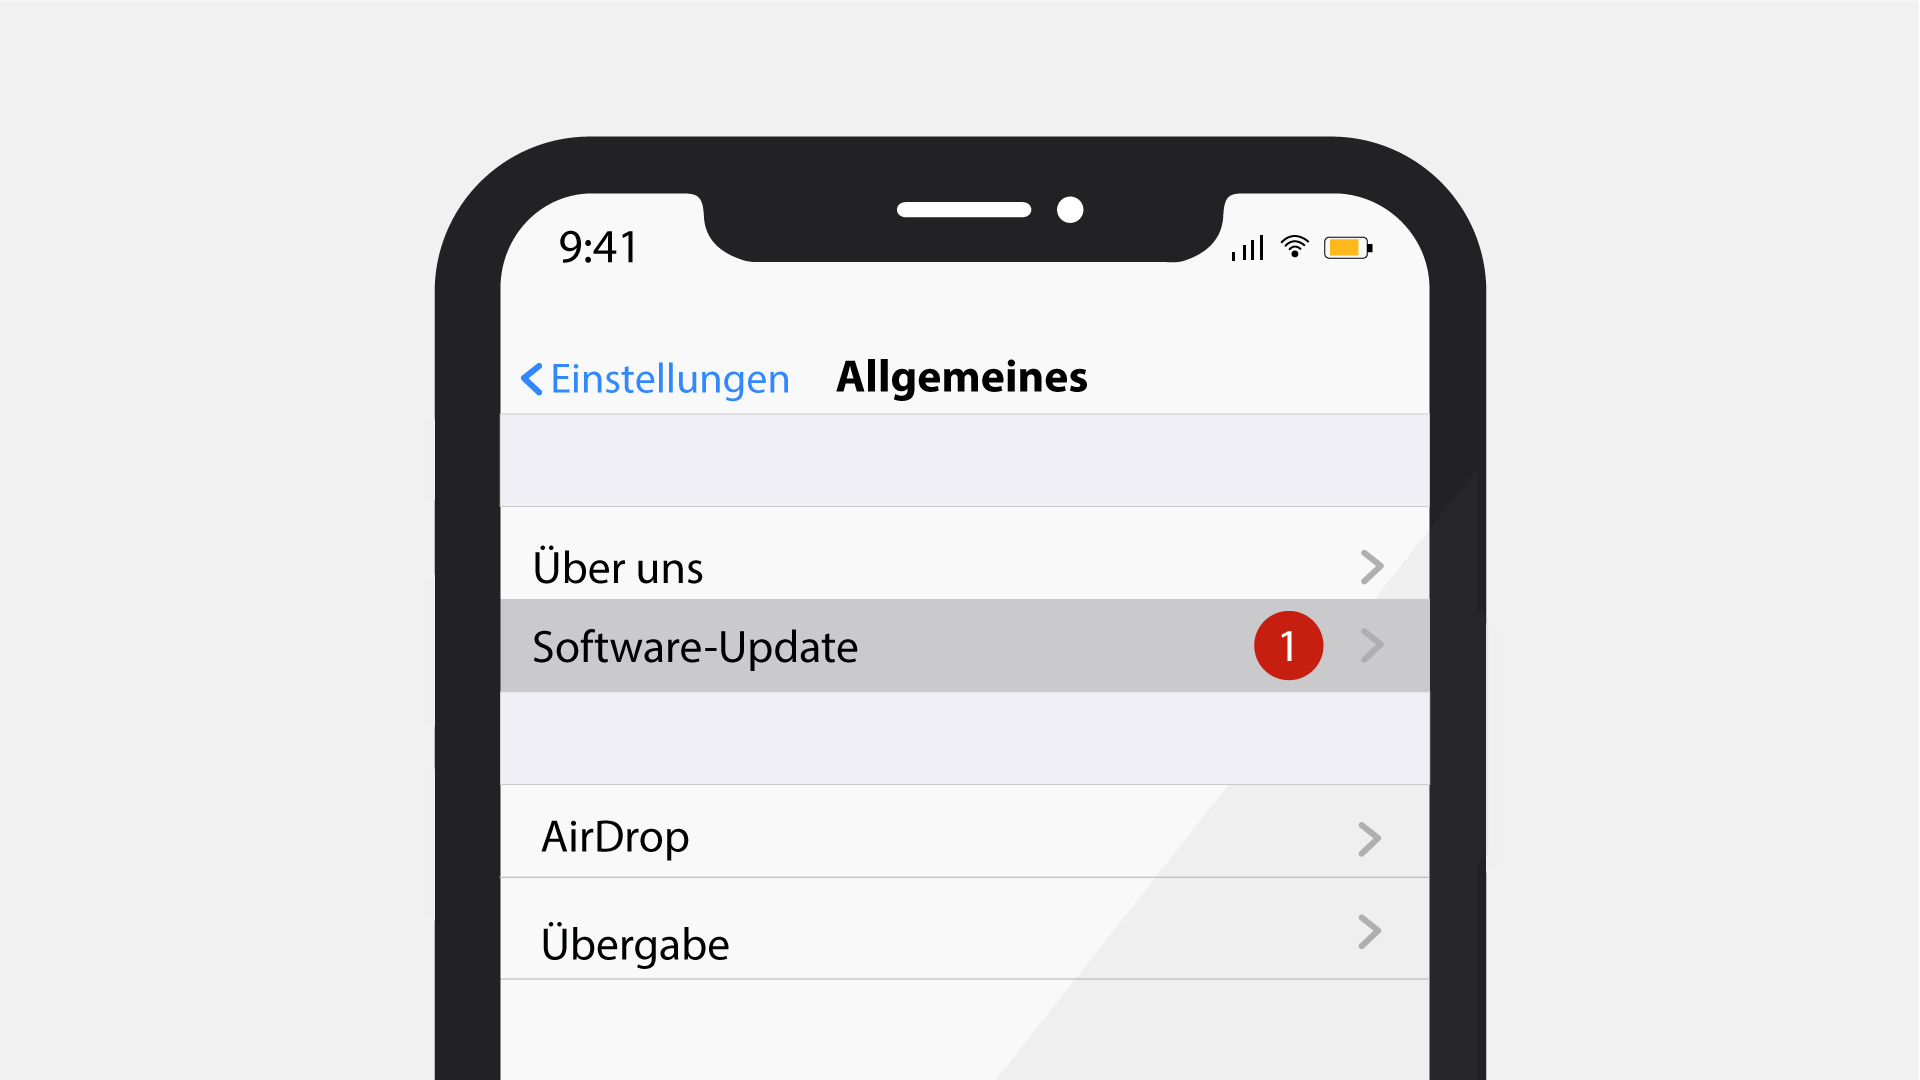 9:41
Einstellungen Allgemeines
Über uns
Software-Update 1
AirDrop
Übergabe